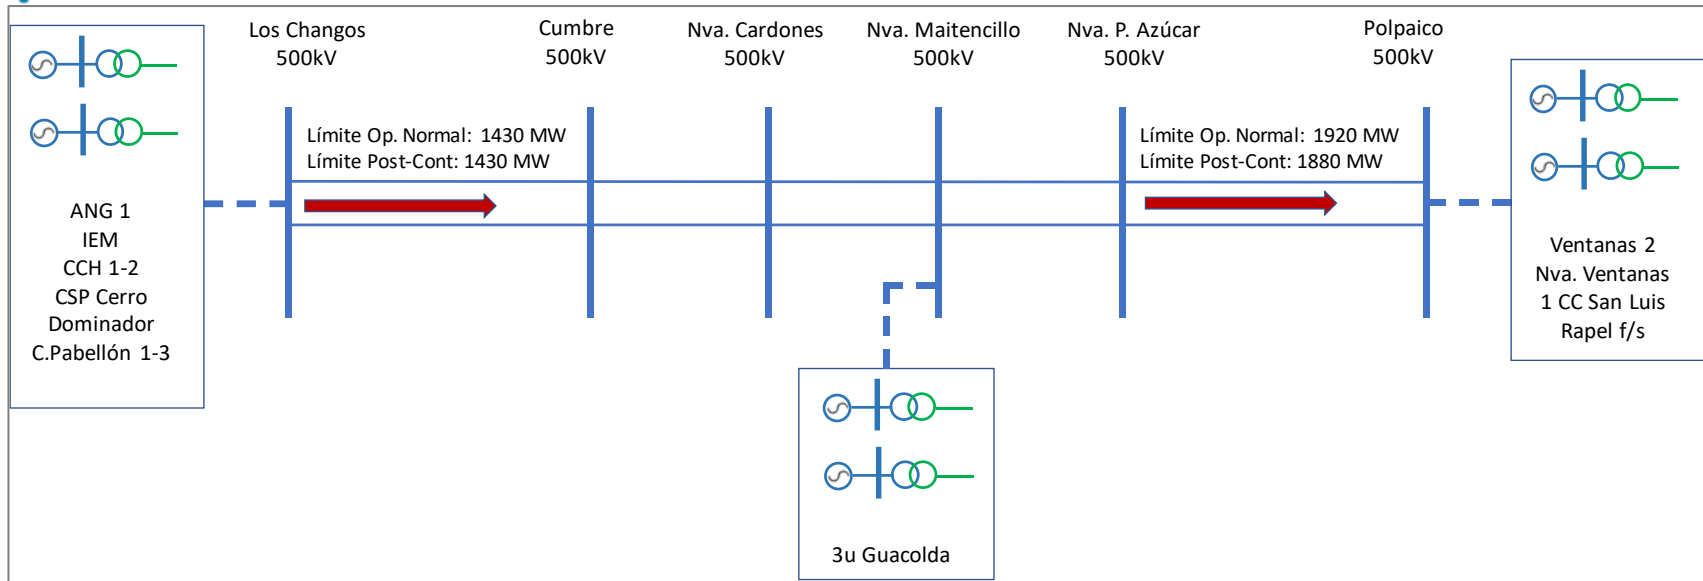 Los Changos
500kV
Cumbre
500kV
Nva. Cardones
500kV
Nva. Maitencillo
500kV
Nva. P. Azúcar
500kV
Polpaico
500kV
Límite Op. Normal: 1430 MW
Límite Post-Cont: 1430 MW
Límite Op. Normal: 1920 MW
Límite Post-Cont: 1880 MW
ANG 1
IEM
CCH 1-2
CSP Cerro
Dominador
C.Pabellón 1-3
Ventanas 2
Nva. Ventanas
1 CC San Luis
Rapel f/s
3u Guacolda